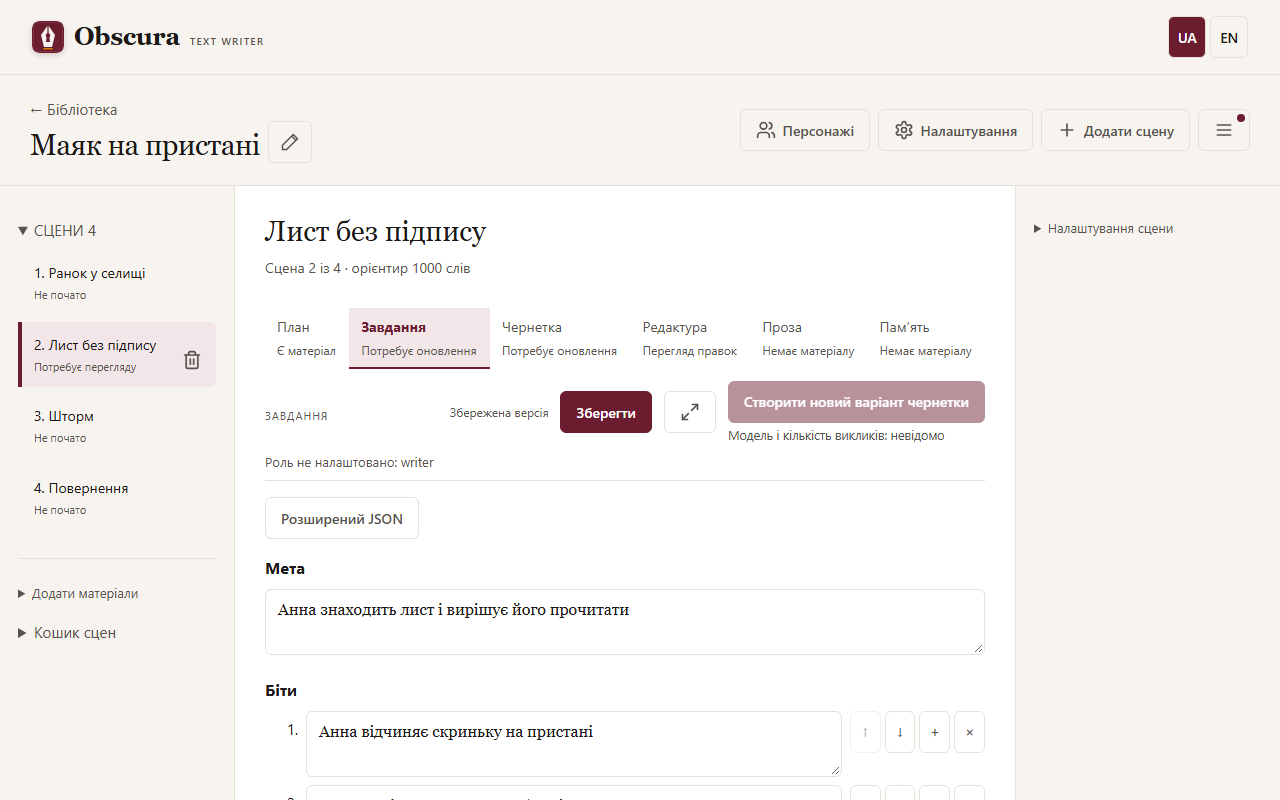 Obscura TEXT WRITER
UA EN
← Бібліотека
Маяк на пристані
Персонажі
Налаштування
Додати сцену
СЦЕНИ 4
1. Ранок у селищі
Не почато
2. Лист без підпису
Потребує перегляду
3. Шторм
Не почато
4. Повернення
Не почато
Додати матеріали
Кошик сцен
Лист без підпису
Сцена 2 із 4 · орієнтир 1000 слів
План
Є матеріал
Завдання
Потребує оновлення
Чернетка
Потребує оновлення
Редактура
Перегляд правок
Проза
Немає матеріалу
Пам’ять
Немає матеріалу
ЗАВДАННЯ
Збережена версія
Зберегти
Створити новий варіант чернетки
Модель і кількість викликів: невідомо
Роль не налаштовано: writer
Розширений JSON
Мета
Анна знаходить лист і вирішує його прочитати
Біти
1. Анна відчиняє скриньку на пристані
↑ ↓ + ×
Налаштування сцени